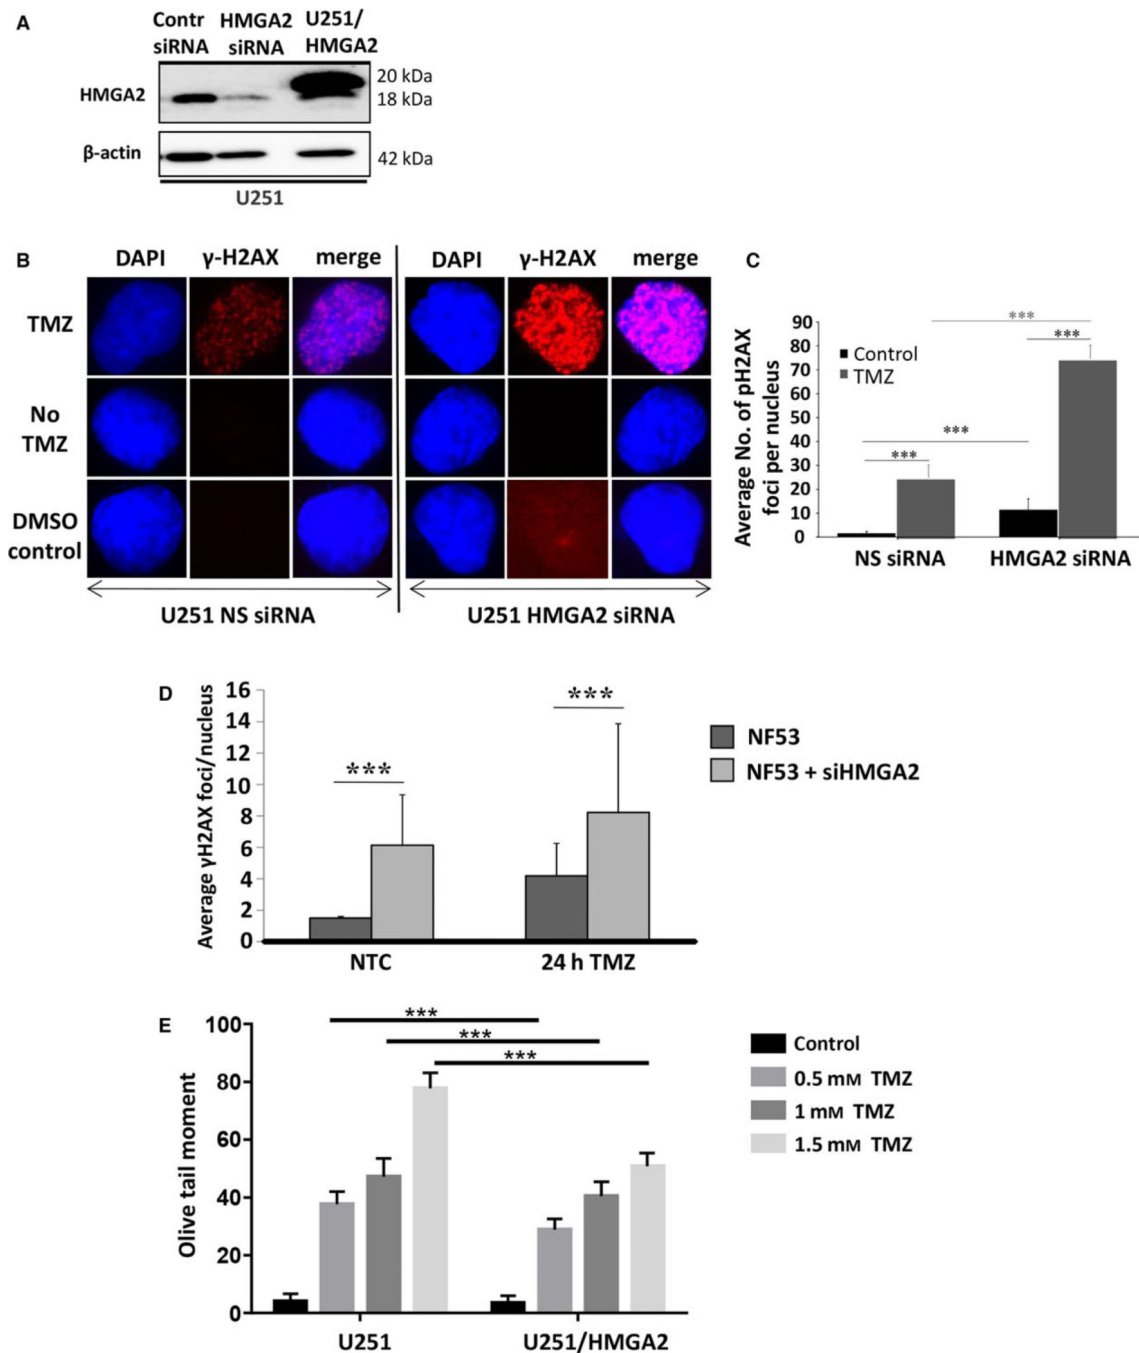 A
Contr siRNA
HMGA2 siRNA
U251/ HMGA2
HMGA2
20 kDa
18 kDa
β-actin
42 kDa
U251
B
DAPI γ-H2AX merge
DAPI γ-H2AX merge
TMZ
No TMZ
DMSO control
U251 NS siRNA
U251 HMGA2 siRNA
C
Average No. of pH2AX
foci per nucleus
90
80
70
60
50
40
30
20
10
0
Control
TMZ
***
***
***
***
NS siRNA
HMGA2 siRNA
D
Average γH2AX foci/nucleus
16
14
12
10
8
6
4
2
0
***
***
NTC
24 h TMZ
NF53
NF53 + siHMGA2
E
Olive tail moment
100
80
60
40
20
0
***
***
***
U251
U251/HMGA2
Control
0.5 mM TMZ
1 mM TMZ
1.5 mM TMZ